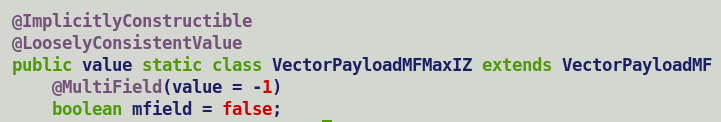 @ImplicitlyConstructible
@LooselyConsistentValue
public value static class VectorPayloadMFMaxIZ extends VectorPayloadMF
@MultiField(value = -1)
boolean mfield = false;